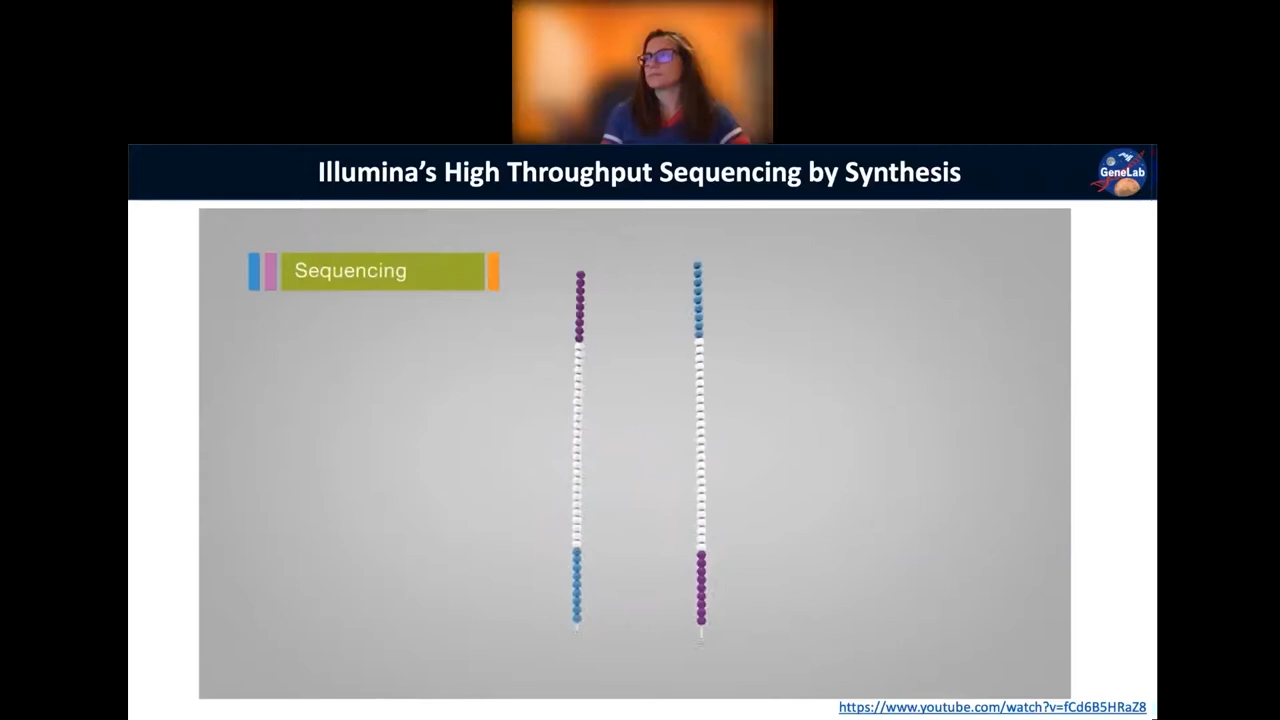 Illumina’s High Throughput Sequencing by Synthesis
GeneLab
Sequencing
https://www.youtube.com/watch?v=fCd6B5HRaZ8